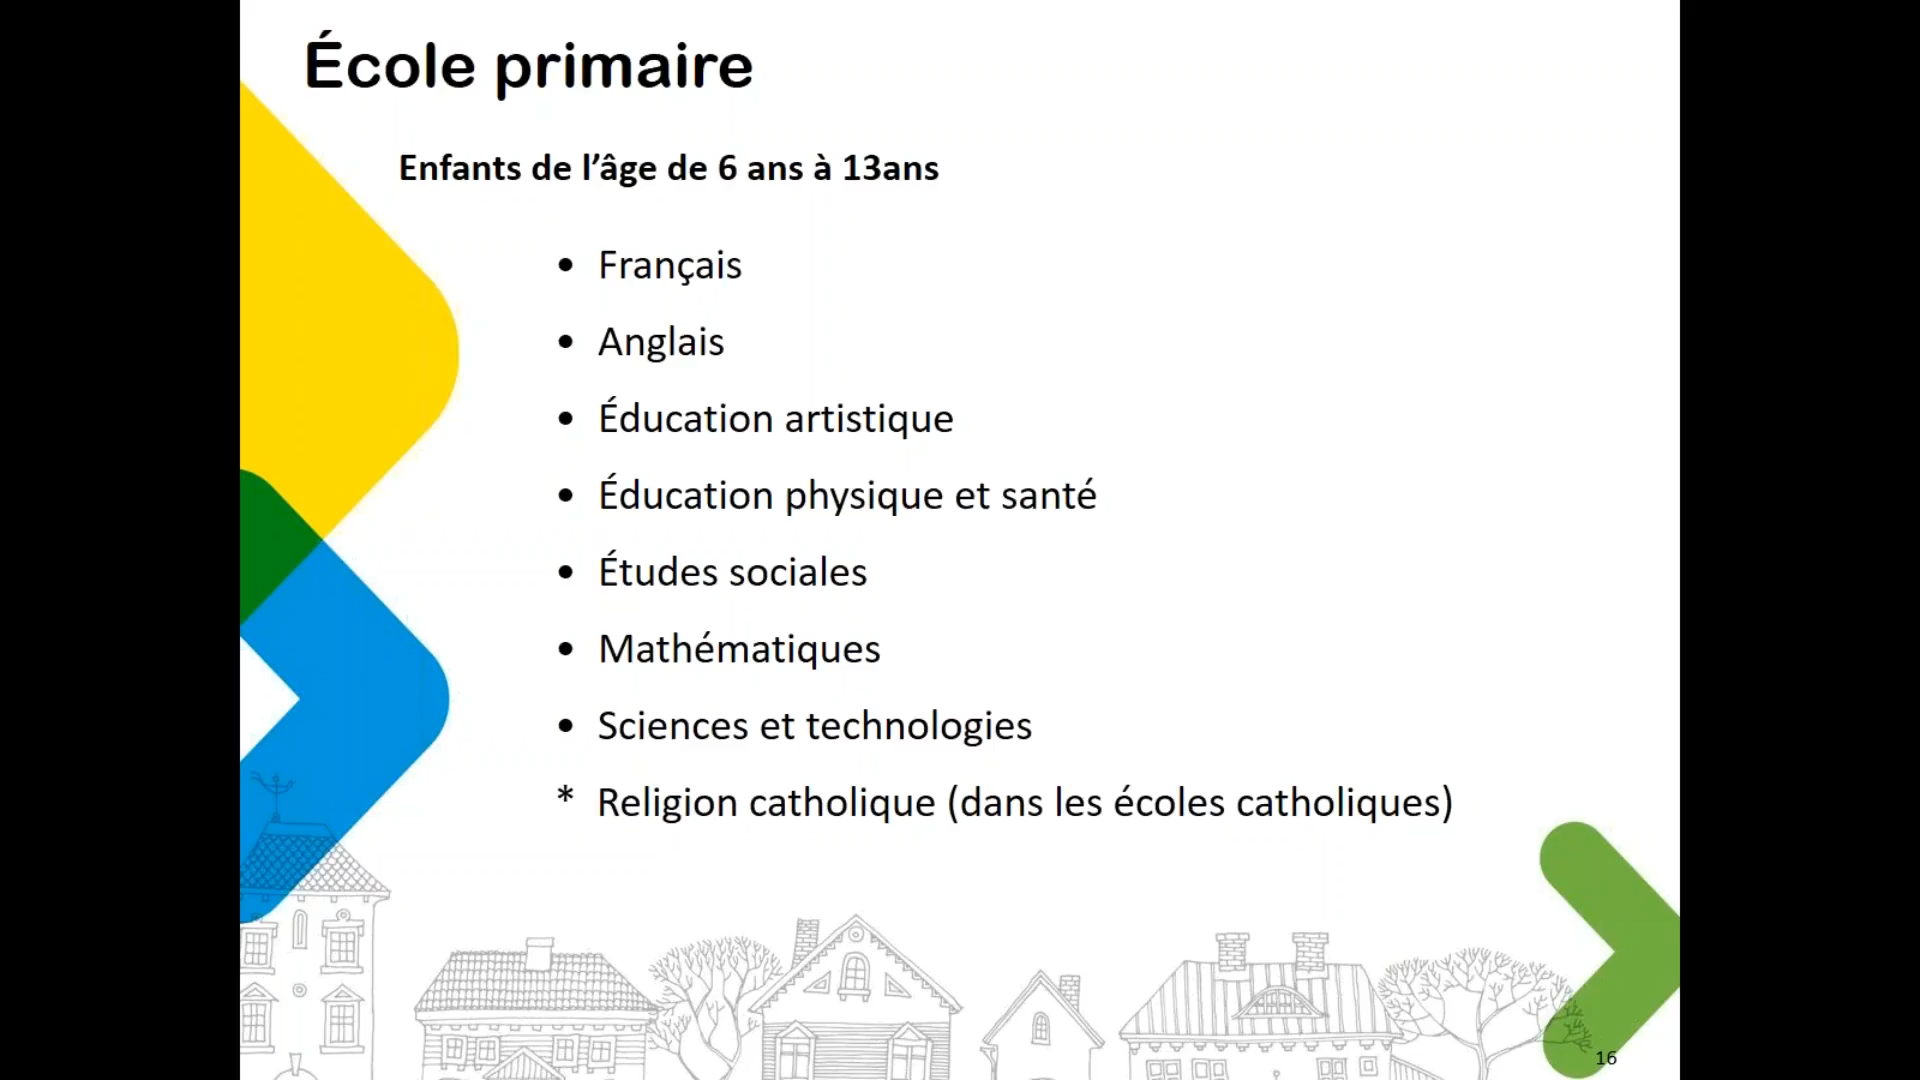 École primaire
Enfants de l’âge de 6 ans à 13ans
• Français
• Anglais
• Éducation artistique
• Éducation physique et santé
• Études sociales
• Mathématiques
• Sciences et technologies
* Religion catholique (dans les écoles catholiques)
16